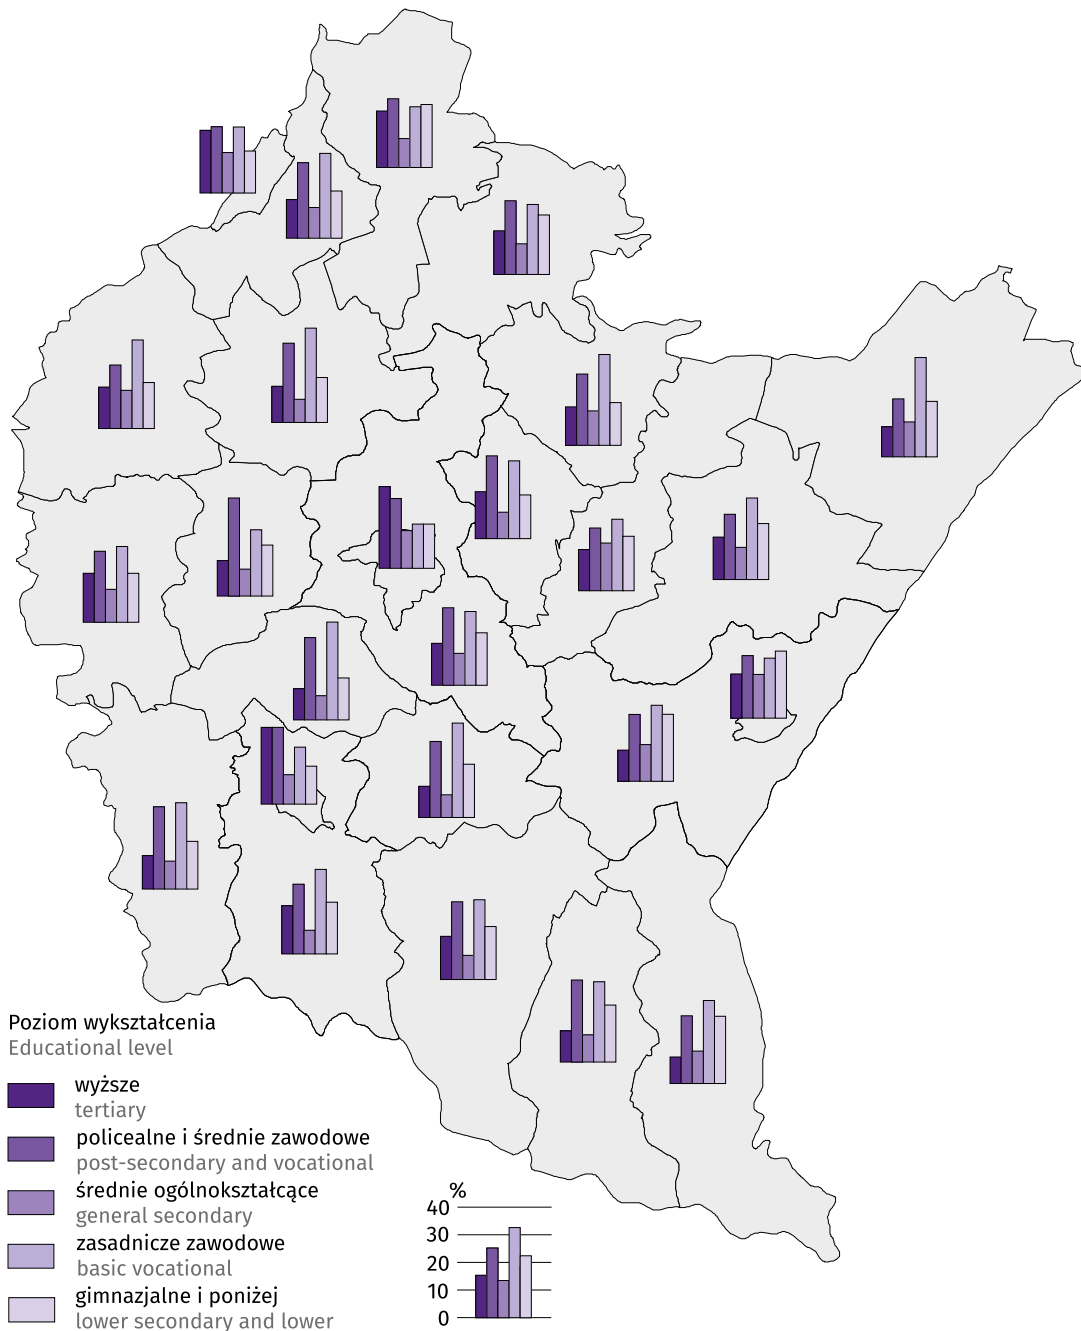 Poziom wykształcenia
Educational level
wyższe
tertiary
policealne i średnie zawodowe
post-secondary and vocational
średnie ogólnokształcące
general secondary
zasadnicze zawodowe
basic vocational
gimnazjalne i poniżej
lower secondary and lower
%
40
30
20
10
0